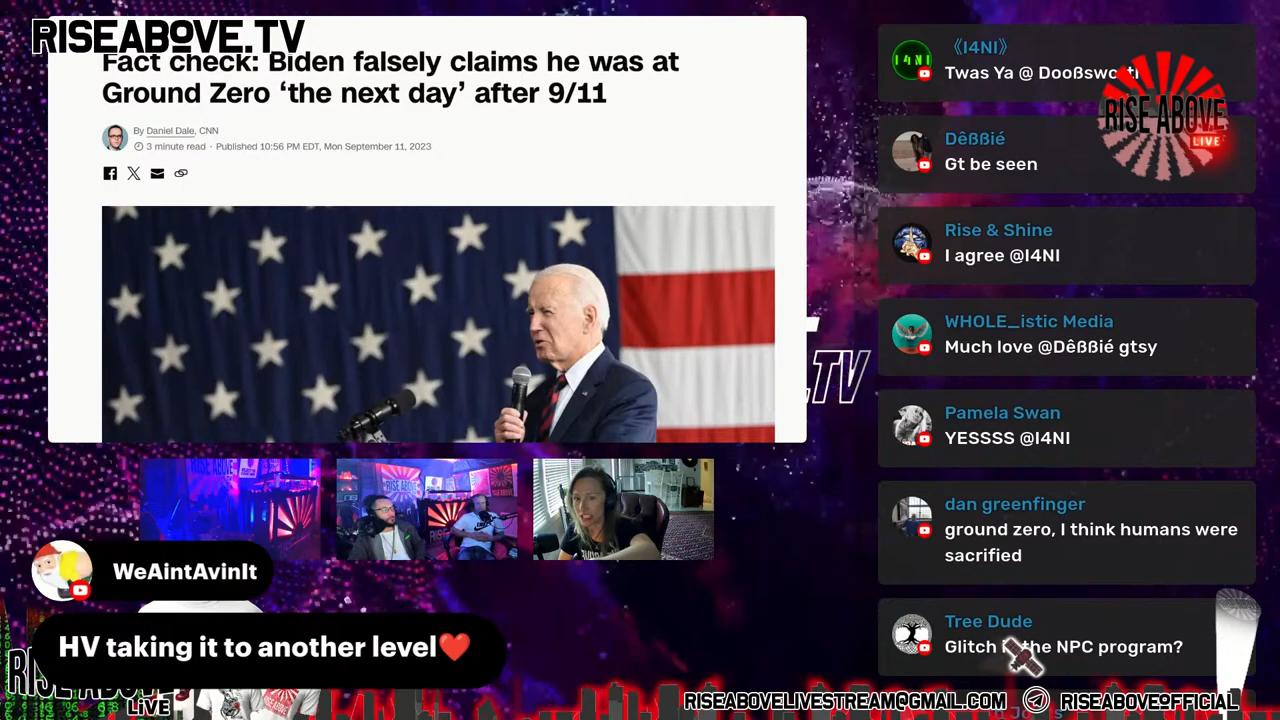 RISEABOVE.TV
Fact check: Biden falsely claims he was at
Ground Zero ‘the next day’ after 9/11
By Daniel Dale, CNN
3 minute read · Published 10:56 PM EDT, Mon September 11, 2023
.TV
WeAintAvinIt
HV taking it to another level❤️
LIVE
《I4NI》
Twas Ya @ Dooßsworth
RISE ABOVE
LIVE
Dêßßié
Gt be seen
Rise & Shine
I agree @I4NI
WHOLE_istic Media
Much love @Dêßßié gtsy
Pamela Swan
YESSSS @I4NI
dan greenfinger
ground zero, I think humans were
sacrified
Tree Dude
Glitch the NPC program?
RISEABOVELIVESTREAM@GMAIL.COM RISEABOVE9FFICIAL